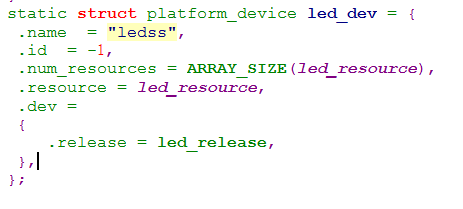 static struct platform_device led_dev = {
.name = "ledss",
.id = -1,
.num_resources = ARRAY_SIZE(led_resource),
.resource = led_resource,
.dev =
{
.release = led_release,
},
};